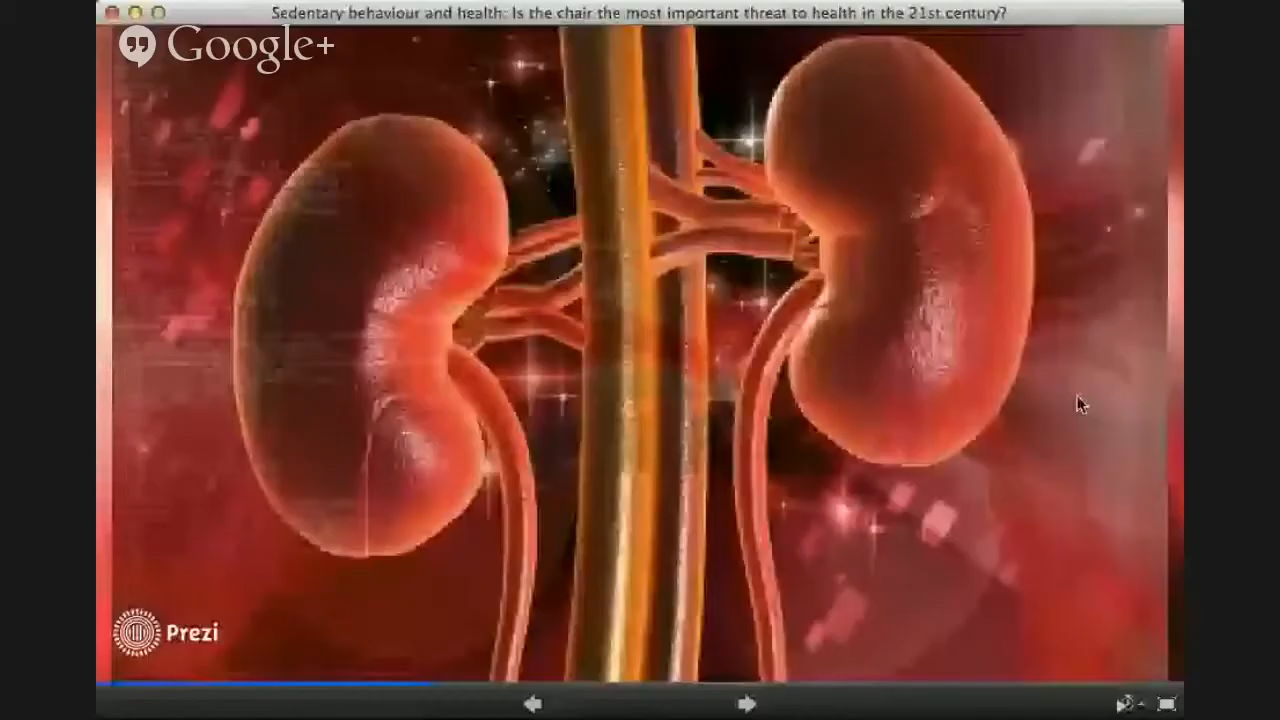 Sedentary behaviour and health: Is the chair the most important threat to health in the 21st century?
Google+
Prezi